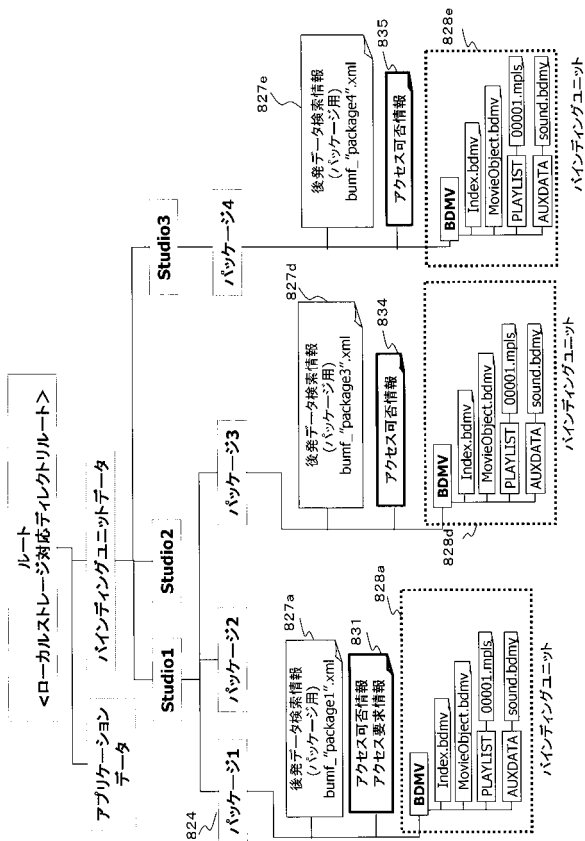 ルート
<ローカルストレージ対応ディレクトリルート>
アプリケーション
データ
バインディングユニットデータ
Studio1
Studio2
Studio3
824
パッケージ1
パッケージ2
パッケージ3
パッケージ4
827a
後発データ検索情報
(パッケージ用)
bumf_"package1".xml
831
アクセス可否情報
アクセス要求情報
828a
BDMV
Index.bdmv
MovieObject.bdmv
PLAYLIST
00001.mpls
AUXDATA
sound.bdmv
バインディングユニット
827d
後発データ検索情報
(パッケージ用)
bumf_"package3".xml
834
アクセス可否情報
828d
BDMV
Index.bdmv
MovieObject.bdmv
PLAYLIST
00001.mpls
AUXDATA
sound.bdmv
バインディングユニット
827e
後発データ検索情報
(パッケージ用)
bumf_"package4".xml
835
アクセス可否情報
828e
BDMV
Index.bdmv
MovieObject.bdmv
PLAYLIST
00001.mpls
AUXDATA
sound.bdmv
バインディングユニット